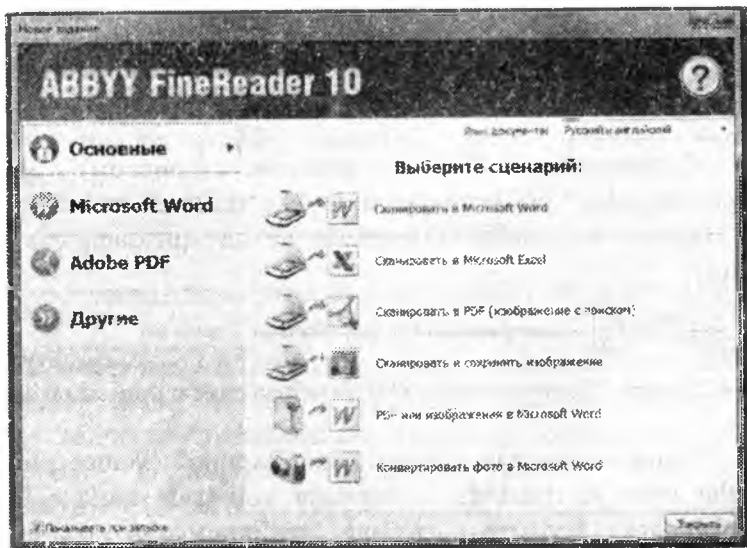 Новое задание
ABBYY FineReader 10
?
Язык документа: Русский и английский
Основные
Выберите сценарий:
Microsoft Word
Сканировать в Microsoft Word
Adobe PDF
Сканировать в Microsoft Excel
Другие
Сканировать в PDF (изображение с поиском)
Сканировать и сохранить изображение
PDF или изображения в Microsoft Word
Конвертировать фото в Microsoft Word
Показывать при запуске
Закрыть